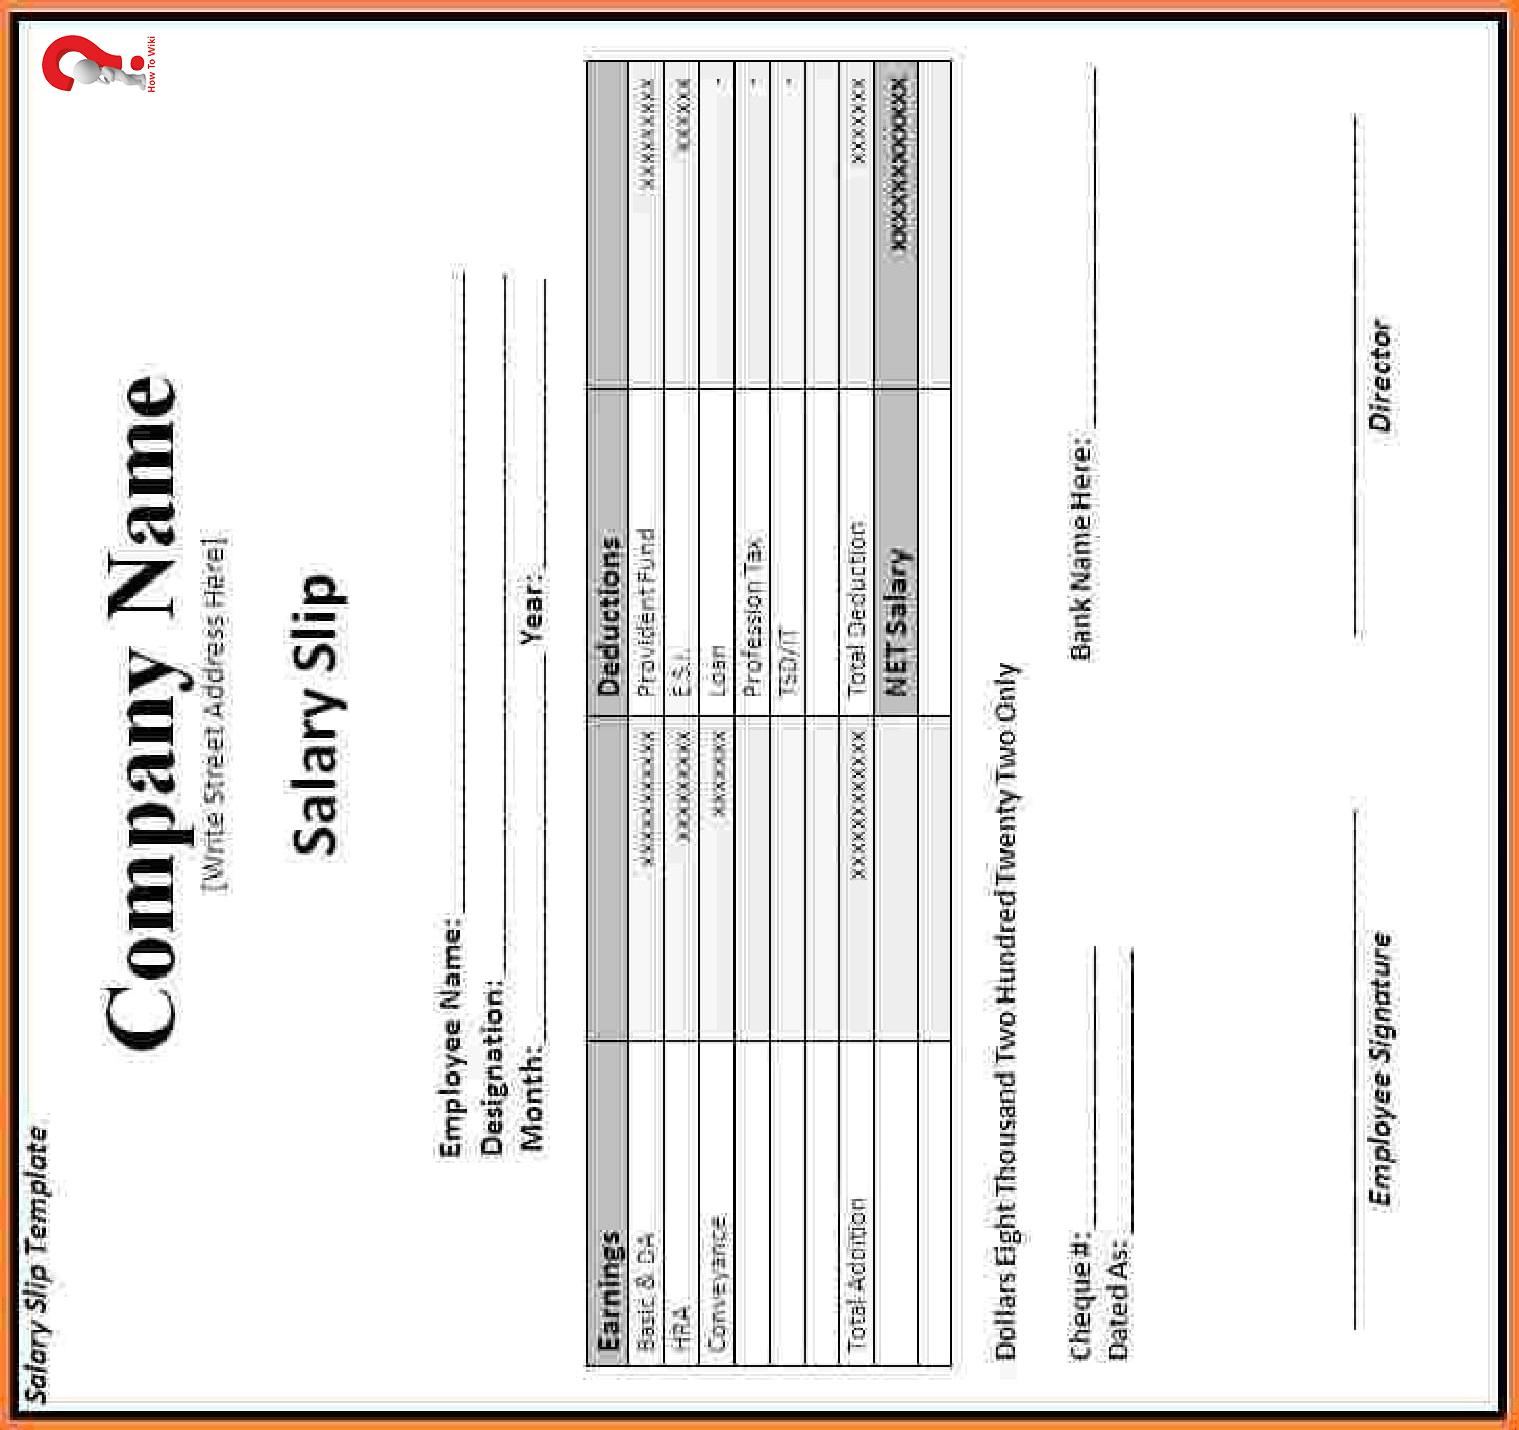 Salary Slip Template
How To Wiki
Company Name
[Write Street Address Here]
Salary Slip
Employee Name:
Designation:
Month: Year:
Earnings Deductions
Basic & DA xxxxxxxxxxx Provident Fund xxxxxxxxx
HRA xxxxxxxxx E.S.I. xxxxxx
Conveyance xxxxxxx Loan -
Profession Tax -
TSD/IT -
Total Addition xxxxxxxxxxxx Total Deduction xxxxxxx
NET Salary xxxxxxxxxxxx
Dollars Eight Thousand Two Hundred Twenty Two Only
Cheque #: Bank Name Here:
Dated As:
Employee Signature Director